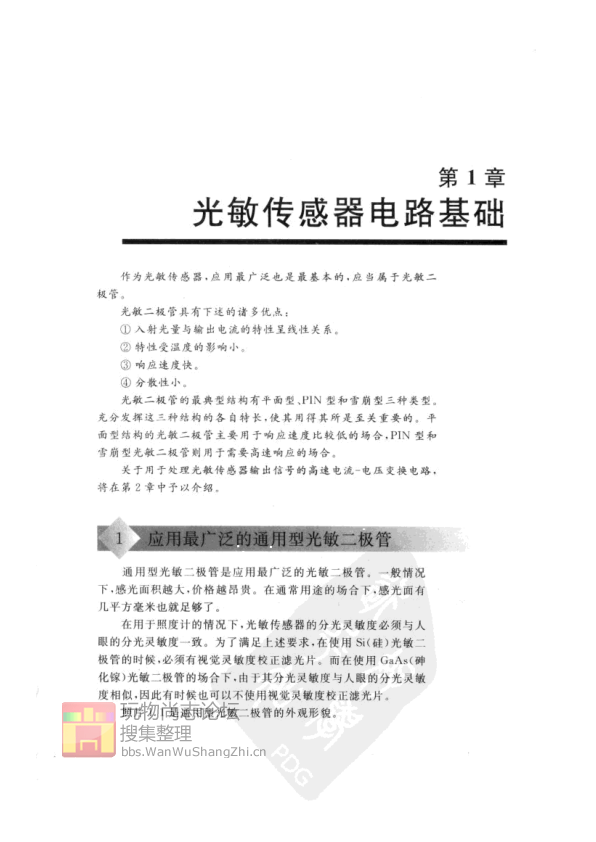 第 1 章
光敏传感器电路基础
作为光敏传感器,应用最广泛也是最基本的,应当属于光敏二
极管。
光敏二极管具有下述的诸多优点:
① 入射光量与输出电流的特性呈线性关系。
② 特性受温度的影响小。
③ 响应速度快。
④ 分散性小。
光敏二极管的最典型结构有平面型、PIN 型和雪崩型三种类型。
充分发挥这三种结构的各自特长,使其用得其所是至关重要的。平
面型结构的光敏二极管主要用于响应速度比较低的场合,PIN 型和
雪崩型光敏二极管则用于需要高速响应的场合。
关于用于处理光敏传感器输出信号的高速电流-电压变换电路,
将在第 2 章中予以介绍。
1 应用最广泛的通用型光敏二极管
通用型光敏二极管是应用最广泛的光敏二极管。一般情况
下,感光面积越大,价格越昂贵。在通常用途的场合下,感光面有
几平方毫米也就足够了。
在用于照度计的情况下,光敏传感器的分光灵敏度必须与人
眼的分光灵敏度一致。为了满足上述要求,在使用 Si(硅)光敏二
极管的时候,必须有视觉灵敏度校正滤光片。而在使用 GaAs(砷
化镓)光敏二极管的场合下,由于其分光灵敏度与人眼的分光灵敏
度相似,因此有时候也可以不使用视觉灵敏度校正滤光片。
照片 1 是通用型光敏二极管的外观形貌。
玩物尚志论坛
搜集整理
bbs.WanWuShangZhi.cn
PDG